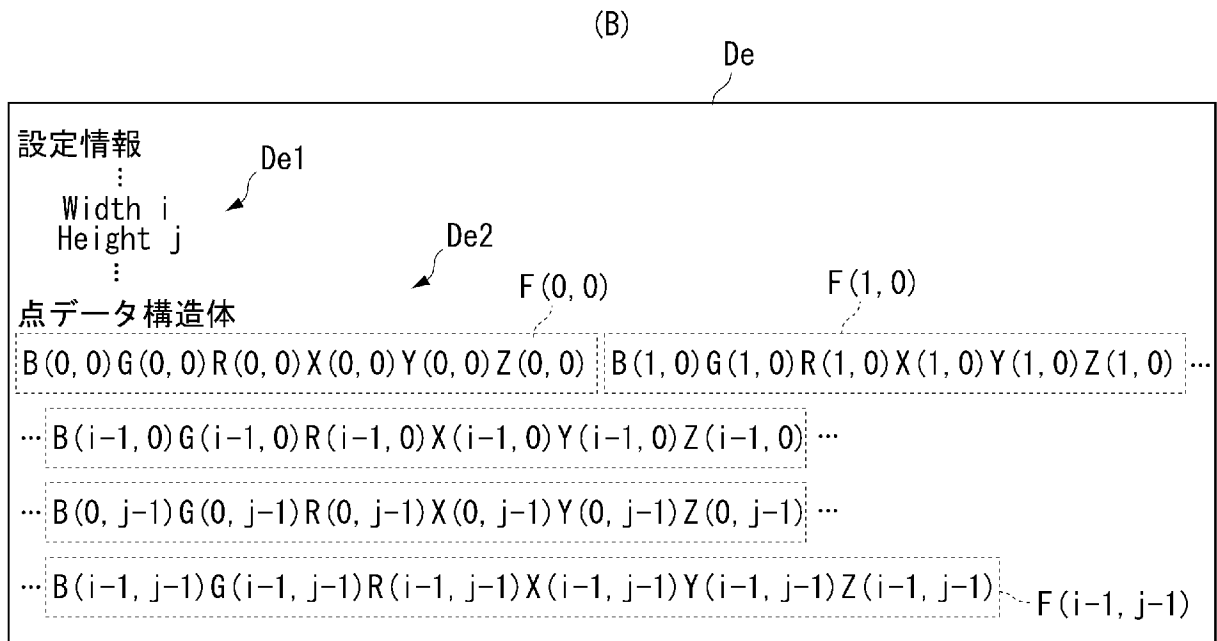 (B)
De
設定情報
⋮
De1
Width i
Height j
⋮
De2
F(0,0)
F(1,0)
点データ構造体
B(0,0)G(0,0)R(0,0)X(0,0)Y(0,0)Z(0,0) B(1,0)G(1,0)R(1,0)X(1,0)Y(1,0)Z(1,0) …
… B(i-1,0)G(i-1,0)R(i-1,0)X(i-1,0)Y(i-1,0)Z(i-1,0) …
… B(0,j-1)G(0,j-1)R(0,j-1)X(0,j-1)Y(0,j-1)Z(0,j-1) …
… B(i-1,j-1)G(i-1,j-1)R(i-1,j-1)X(i-1,j-1)Y(i-1,j-1)Z(i-1,j-1)
F(i-1,j-1)